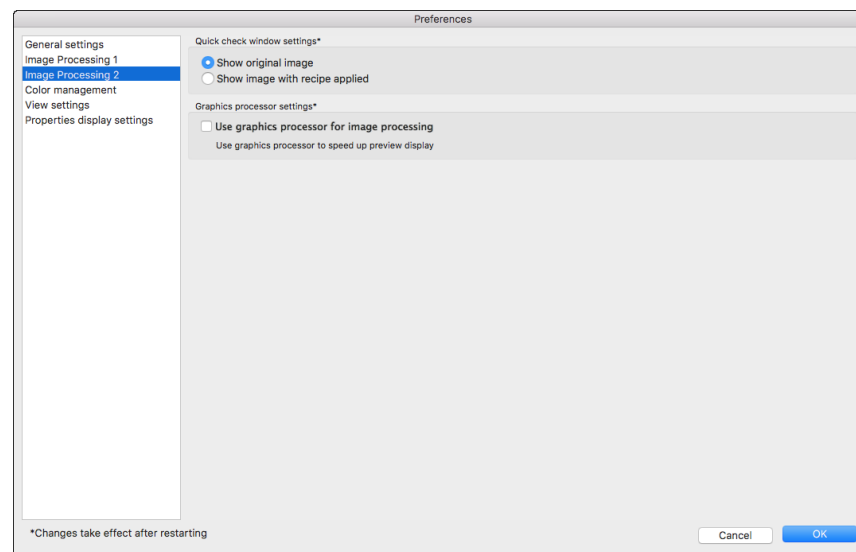 Preferences
General settings
Image Processing 1
Image Processing 2
Color management
View settings
Properties display settings
Quick check window settings*
Show original image
Show image with recipe applied
Graphics processor settings*
Use graphics processor for image processing
Use graphics processor to speed up preview display
*Changes take effect after restarting
Cancel
OK